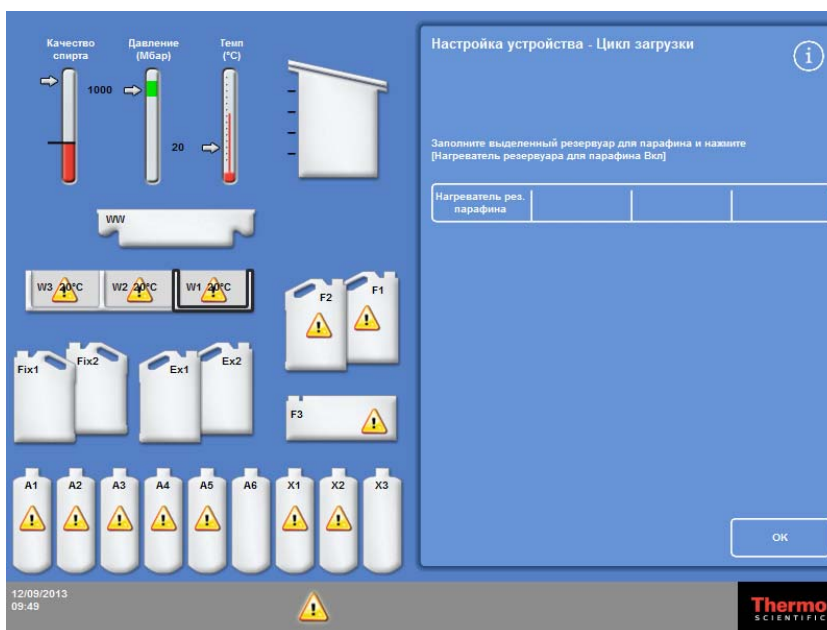 Качество
спирта
Давление
(Мбар)
Темп
(°C)
1000
20
WW
W3 20°C
W2 20°C
W1 20°C
F2
F1
Fix1
Fix2
Ex1
Ex2
F3
A1
A2
A3
A4
A5
A6
X1
X2
X3
Настройка устройства - Цикл загрузки
i
Заполните выделенный резервуар для парафина и нажмите
[Нагреватель резервуара для парафина Вкл]
Нагреватель рез.
парафина
OK
12/09/2013
09:49
Thermo
SCIENTIFIC